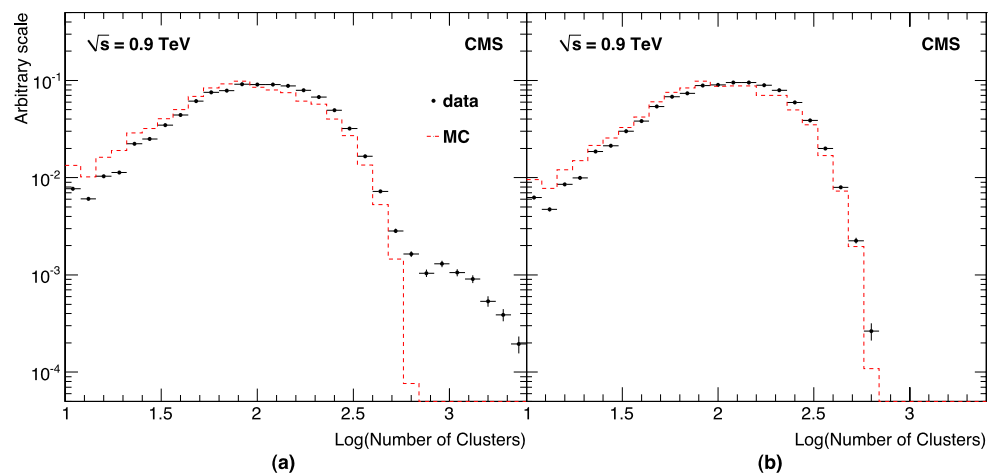 Arbitrary scale
√s = 0.9 TeV
CMS
data
MC
10⁻¹
10⁻²
10⁻³
10⁻⁴
1 1.5 2 2.5 3
Log(Number of Clusters)
(a)
√s = 0.9 TeV
CMS
1 1.5 2 2.5 3
Log(Number of Clusters)
(b)